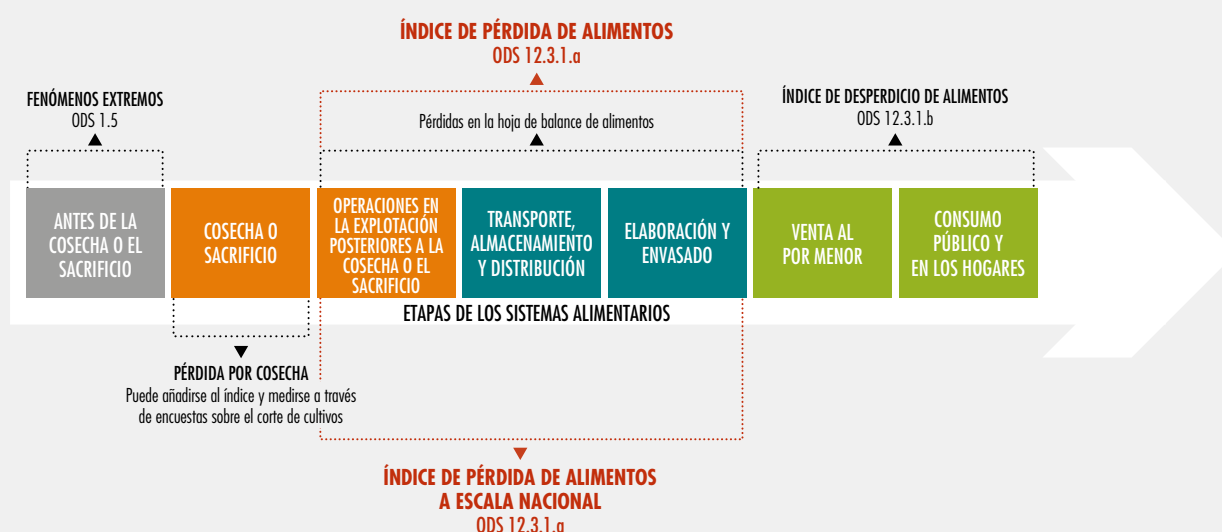 ÍNDICE DE PÉRDIDA DE ALIMENTOS
ODS 12.3.1.a
FENÓMENOS EXTREMOS
ODS 1.5
Pérdidas en la hoja de balance de alimentos
ÍNDICE DE DESPERDICIO DE ALIMENTOS
ODS 12.3.1.b
ANTES DE LA
COSECHA O EL
SACRIFICIO
COSECHA O
SACRIFICIO
OPERACIONES EN
LA EXPLOTACIÓN
POSTERIORES A LA
COSECHA O EL
SACRIFICIO
TRANSPORTE,
ALMACENAMIENTO
Y DISTRIBUCIÓN
ELABORACIÓN Y
ENVASADO
VENTA AL
POR MENOR
CONSUMO
PÚBLICO Y
EN LOS HOGARES
ETAPAS DE LOS SISTEMAS ALIMENTARIOS
PÉRDIDA POR COSECHA
Puede añadirse al índice y medirse a través
de encuestas sobre el corte de cultivos
ÍNDICE DE PÉRDIDA DE ALIMENTOS
A ESCALA NACIONAL
ODS 12.3.1.a